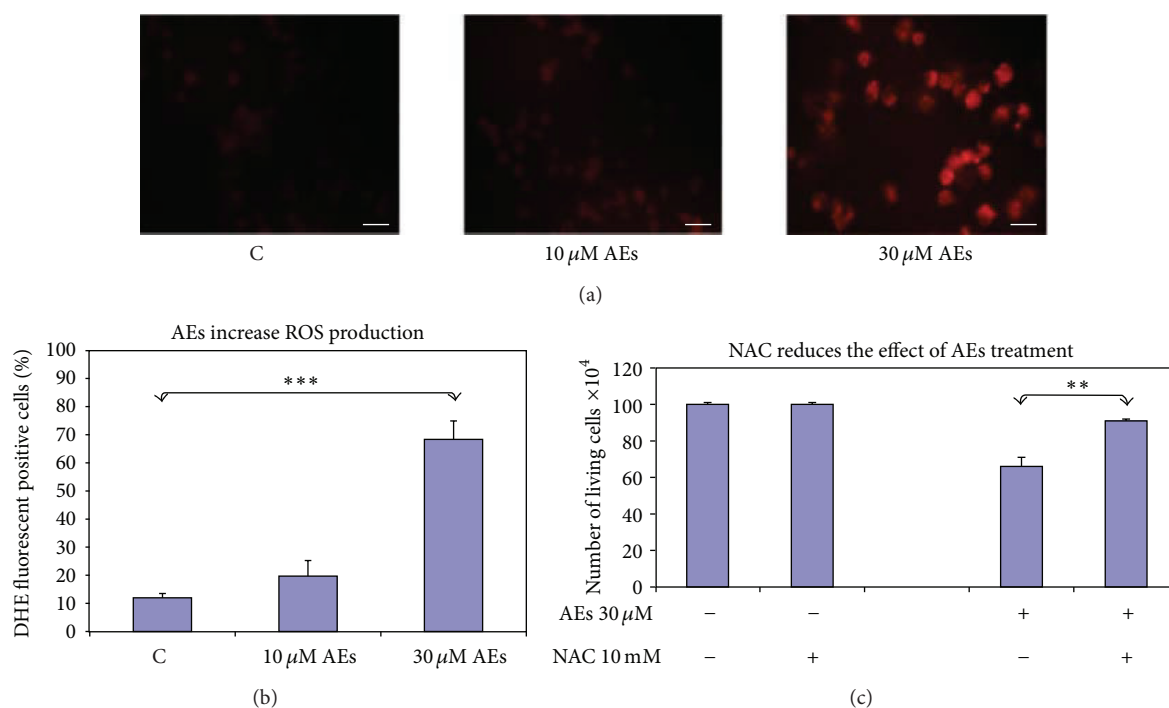 C
10 μM AEs
30 μM AEs
(a)
AEs increase ROS production
DHE fluorescent positive cells (%)
100
90
80
70
60
50
40
30
20
10
0
***
C
10 μM AEs
30 μM AEs
(b)
NAC reduces the effect of AEs treatment
Number of living cells ×10⁴
120
100
80
60
40
20
0
**
AEs 30 μM − − + +
NAC 10 mM − + − +
(c)